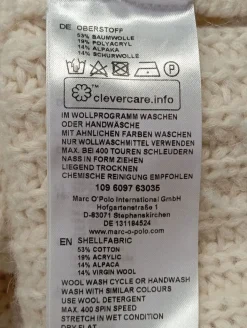 DE OBERSTOFF
53% BAUMWOLLE
19% POLYACRYL
14% ALPAKA
14% SCHURWOLLE
clevercare.info
IM WOLLPROGRAMM WASCHEN
ODER HANDWÄSCHE
MIT ÄHNLICHEN FARBEN WASCHEN
NUR WOLLWASCHMITTEL VERWENDEN
MAX. BEI 400 TOUREN SCHLEUDERN
NASS IN FORM ZIEHEN
LIEGEND TROCKNEN
CHEMISCHE REINIGUNG EMPFOHLEN
109 6097 63035
Marc O'Polo International GmbH
Hofgartenstraße 1
D-83071 Stephanskirchen
DE 131184524
www.marc-o-polo.com
EN SHELLFABRIC
53% COTTON
19% ACRYLIC
14% ALPACA
14% VIRGIN WOOL
WOOL WASH CYCLE OR HANDWASH
WASH WITH SIMILAR COLOURS
USE WOOL DETERGENT
MAX. 400 SPIN SPEED
STRETCH IN WET CONDITION
DRY FLAT